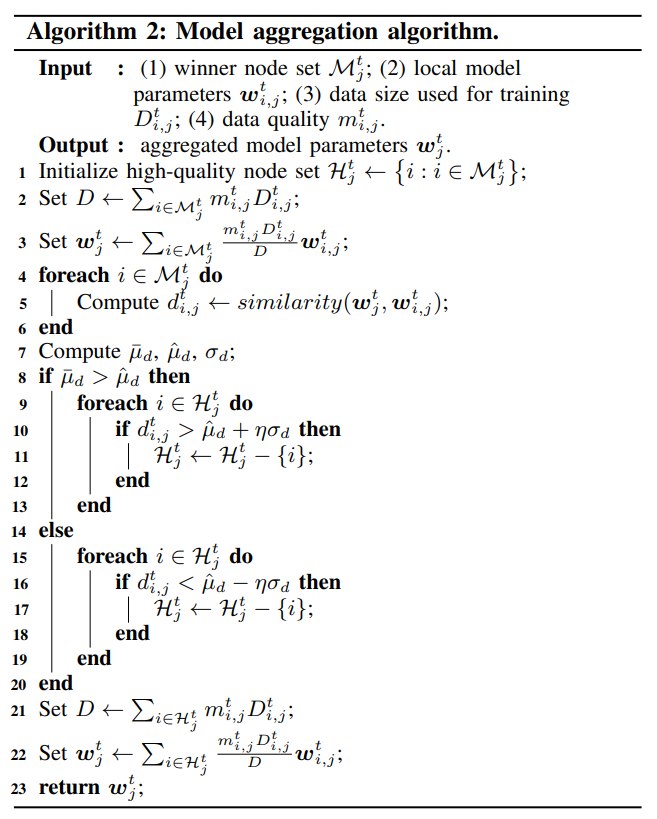 Algorithm 2: Model aggregation algorithm.
Input : (1) winner node set $\mathcal{M}_j^t$; (2) local model
parameters $\boldsymbol{w}_{i,j}^t$; (3) data size used for training
$D_{i,j}^t$; (4) data quality $m_{i,j}^t$.
Output : aggregated model parameters $\boldsymbol{w}_j^t$.
1 Initialize high-quality node set $\mathcal{H}_j^t \leftarrow \{i : i \in \mathcal{M}_j^t\}$;
2 Set $D \leftarrow \sum_{i \in \mathcal{M}_j^t} m_{i,j}^t D_{i,j}^t$;
3 Set $\boldsymbol{w}_j^t \leftarrow \sum_{i \in \mathcal{M}_j^t} \frac{m_{i,j}^t D_{i,j}^t}{D} \boldsymbol{w}_{i,j}^t$;
4 foreach $i \in \mathcal{M}_j^t$ do
5 Compute $d_{i,j}^t \leftarrow similarity(\boldsymbol{w}_j^t, \boldsymbol{w}_{i,j}^t)$;
6 end
7 Compute $\bar{\mu}_d$, $\hat{\mu}_d$, $\sigma_d$;
8 if $\bar{\mu}_d > \hat{\mu}_d$ then
9 foreach $i \in \mathcal{H}_j^t$ do
10 if $d_{i,j}^t > \hat{\mu}_d + \eta\sigma_d$ then
11 $\mathcal{H}_j^t \leftarrow \mathcal{H}_j^t - \{i\}$;
12 end
13 end
14 else
15 foreach $i \in \mathcal{H}_j^t$ do
16 if $d_{i,j}^t < \hat{\mu}_d - \eta\sigma_d$ then
17 $\mathcal{H}_j^t \leftarrow \mathcal{H}_j^t - \{i\}$;
18 end
19 end
20 end
21 Set $D \leftarrow \sum_{i \in \mathcal{H}_j^t} m_{i,j}^t D_{i,j}^t$;
22 Set $\boldsymbol{w}_j^t \leftarrow \sum_{i \in \mathcal{H}_j^t} \frac{m_{i,j}^t D_{i,j}^t}{D} \boldsymbol{w}_{i,j}^t$;
23 return $\boldsymbol{w}_j^t$;